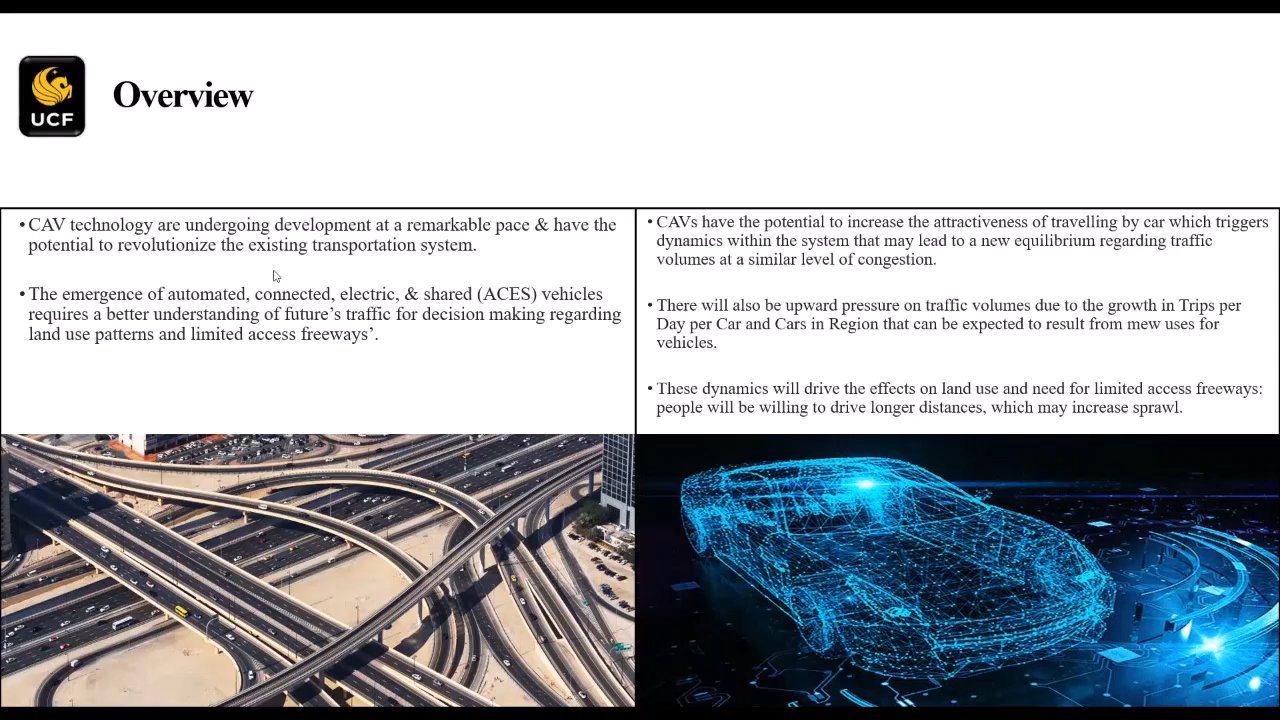 UCF
Overview
• CAV technology are undergoing development at a remarkable pace & have the
potential to revolutionize the existing transportation system.
• The emergence of automated, connected, electric, & shared (ACES) vehicles
requires a better understanding of future’s traffic for decision making regarding
land use patterns and limited access freeways’.
• CAVs have the potential to increase the attractiveness of travelling by car which triggers
dynamics within the system that may lead to a new equilibrium regarding traffic
volumes at a similar level of congestion.
• There will also be upward pressure on traffic volumes due to the growth in Trips per
Day per Car and Cars in Region that can be expected to result from mew uses for
vehicles.
• These dynamics will drive the effects on land use and need for limited access freeways:
people will be willing to drive longer distances, which may increase sprawl.